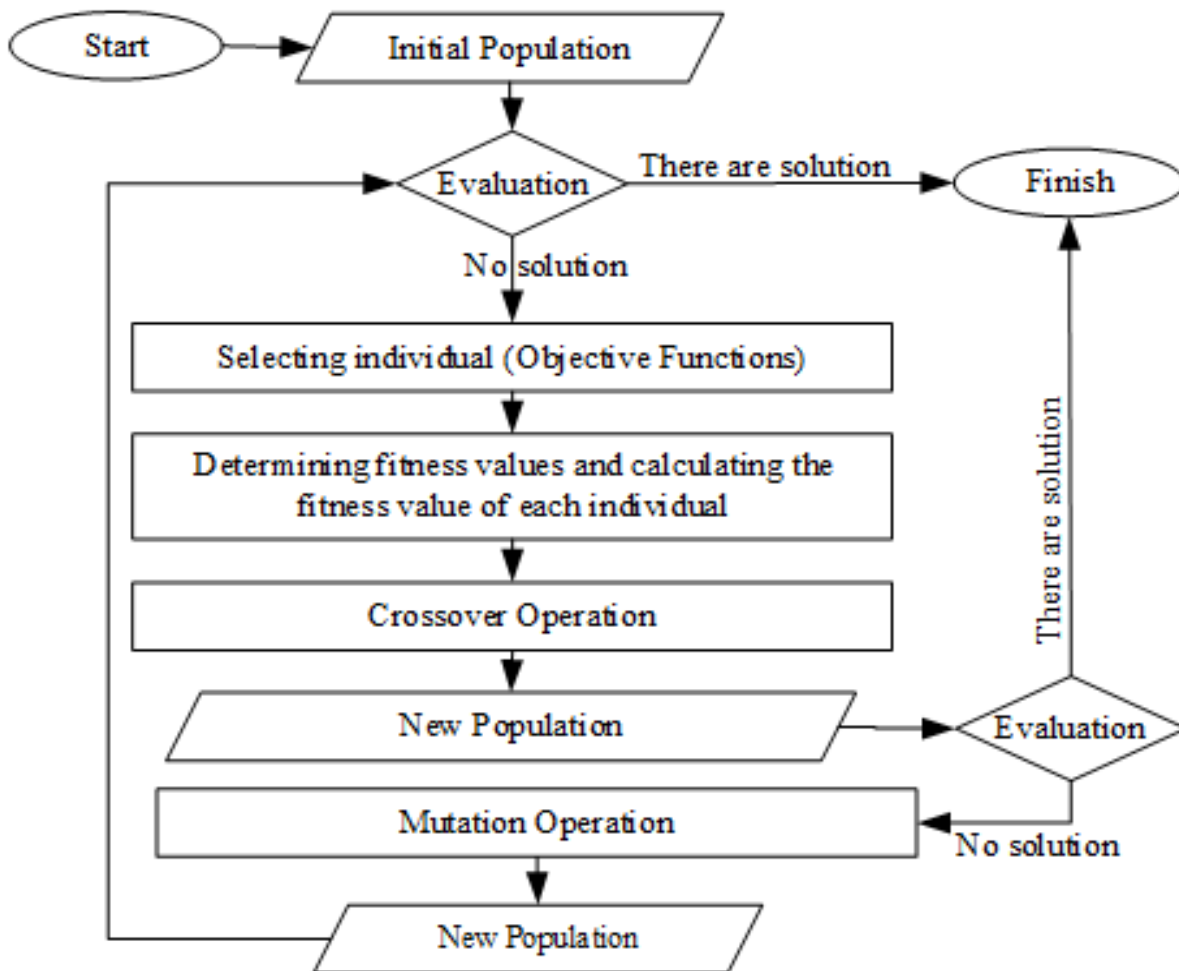 Start
Initial Population
Evaluation
There are solution
Finish
No solution
Selecting individual (Objective Functions)
Determining fitness values and calculating the
fitness value of each individual
Crossover Operation
New Population
Evaluation
There are solution
No solution
Mutation Operation
New Population